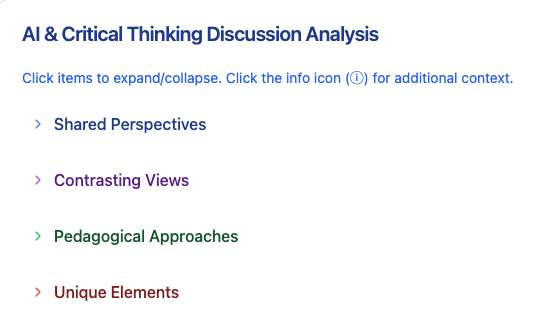 AI & Critical Thinking Discussion Analysis
Click items to expand/collapse. Click the info icon (ⓘ) for additional context.
Shared Perspectives
Contrasting Views
Pedagogical Approaches
Unique Elements